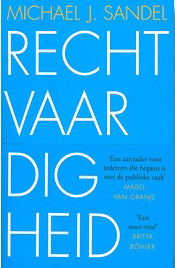 MICHAEL J. SANDEL
RECHT
VAAR
DIG
HEID
'Een aanrader voor
iedereen die begaan is
met de publieke zaak'
MABEL
VAN ORANJE
'Een
must-read'
BRITTA
BÖHLER